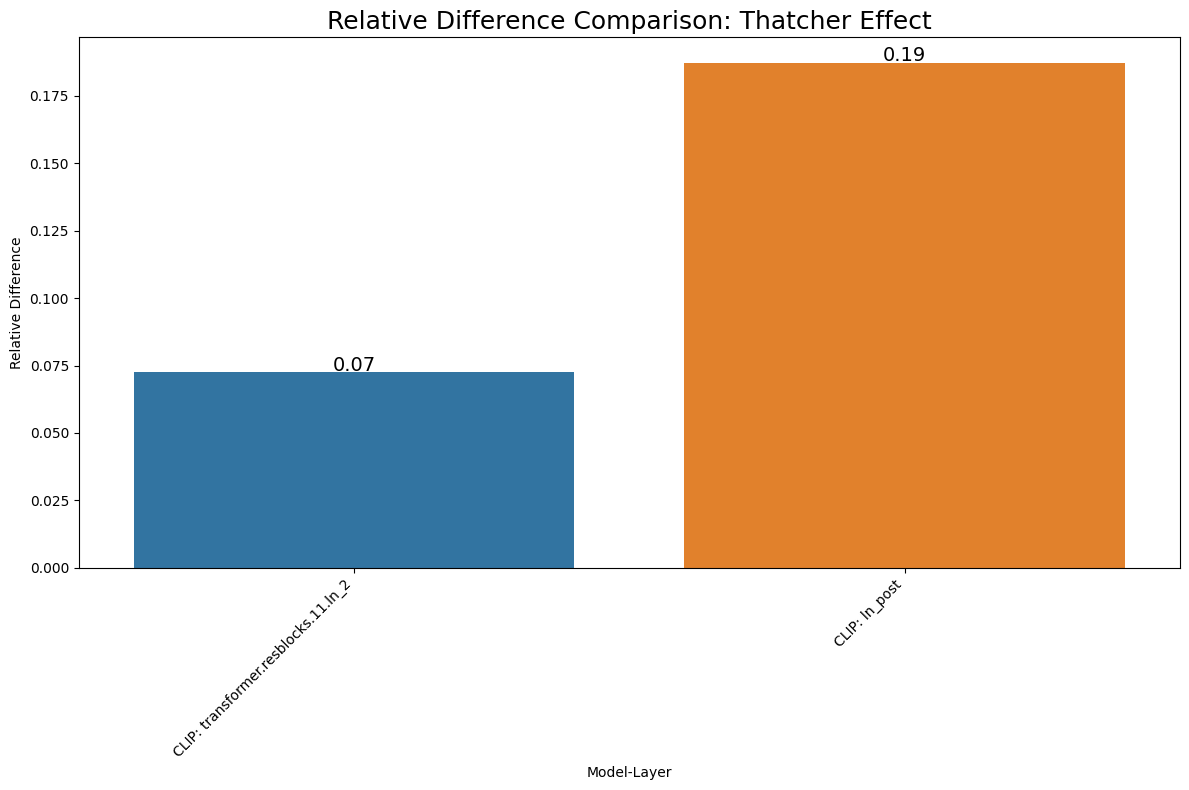 Relative Difference Comparison: Thatcher Effect
0.19
0.175
0.150
0.125
0.100
0.075
0.050
0.025
0.000
0.07
Relative Difference
CLIP: transformer.resblocks.11.ln_2
CLIP: ln_post
Model-Layer